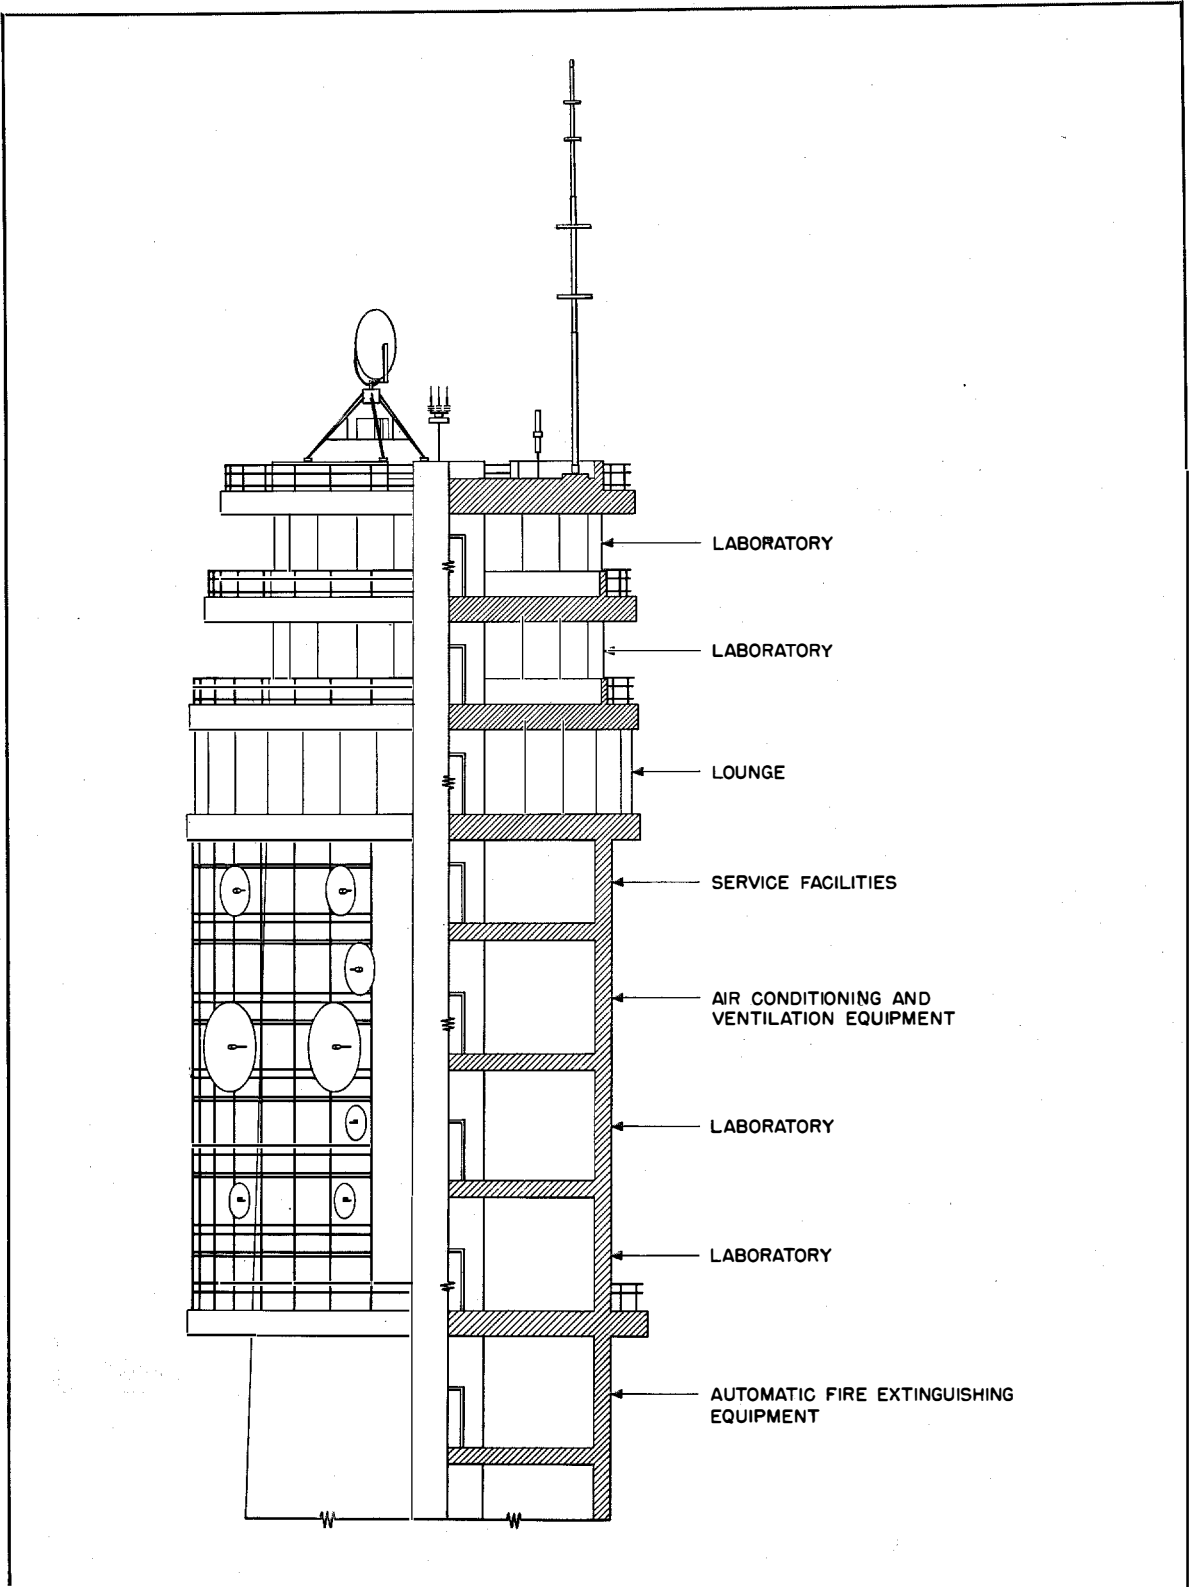 LABORATORY
LABORATORY
LOUNGE
SERVICE FACILITIES
AIR CONDITIONING AND
VENTILATION EQUIPMENT
LABORATORY
LABORATORY
AUTOMATIC FIRE EXTINGUISHING
EQUIPMENT